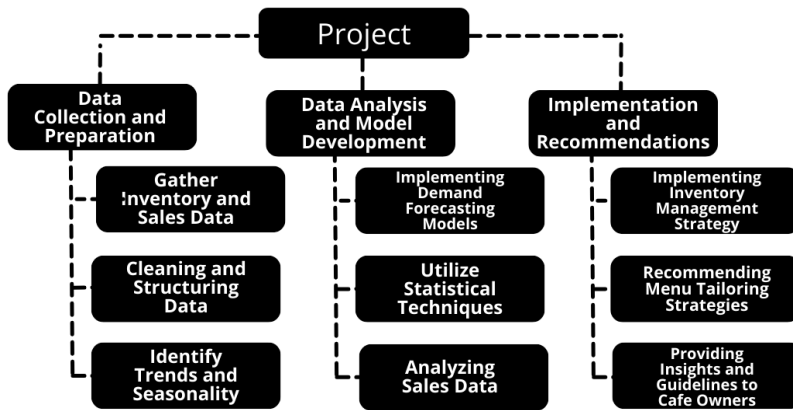 Project
Data
Collection and
Preparation
Gather
Inventory and
Sales Data
Cleaning and
Structuring
Data
Identify
Trends and
Seasonality
Data Analysis
and Model
Development
Implementing
Demand
Forecasting
Models
Utilize
Statistical
Techniques
Analyzing
Sales Data
Implementation
and
Recommendations
Implementing
Inventory
Management
Strategy
Recommending
Menu Tailoring
Strategies
Providing
Insights and
Guidelines to
Cafe Owners